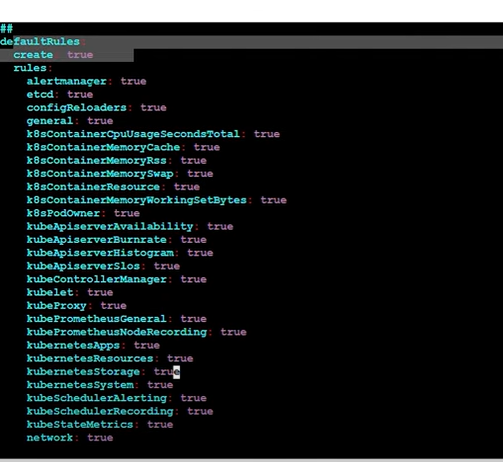 ##
defaultRules:
  create: true
  rules:
    alertmanager: true
    etcd: true
    configReloaders: true
    general: true
    k8sContainerCpuUsageSecondsTotal: true
    k8sContainerMemoryCache: true
    k8sContainerMemoryRss: true
    k8sContainerMemorySwap: true
    k8sContainerResource: true
    k8sContainerMemoryWorkingSetBytes: true
    k8sPodOwner: true
    kubeApiserverAvailability: true
    kubeApiserverBurnrate: true
    kubeApiserverHistogram: true
    kubeApiserverSlos: true
    kubeControllerManager: true
    kubelet: true
    kubeProxy: true
    kubePrometheusGeneral: true
    kubePrometheusNodeRecording: true
    kubernetesApps: true
    kubernetesResources: true
    kubernetesStorage: true
    kubernetesSystem: true
    kubeSchedulerAlerting: true
    kubeSchedulerRecording: true
    kubeStateMetrics: true
    network: true